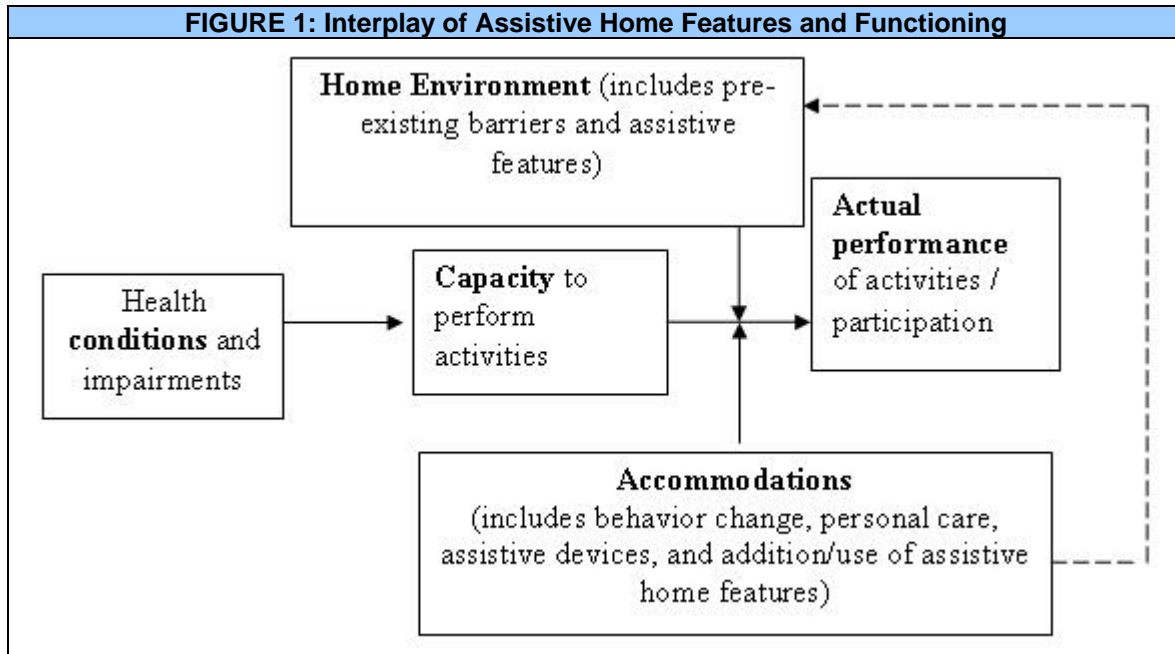 FIGURE 1: Interplay of Assistive Home Features and Functioning
Home Environment (includes pre-
existing barriers and assistive
features)
Actual
performance
of activities /
participation
Capacity to
perform
activities
Health
conditions and
impairments
Accommodations
(includes behavior change, personal care,
assistive devices, and addition/use of assistive
home features)